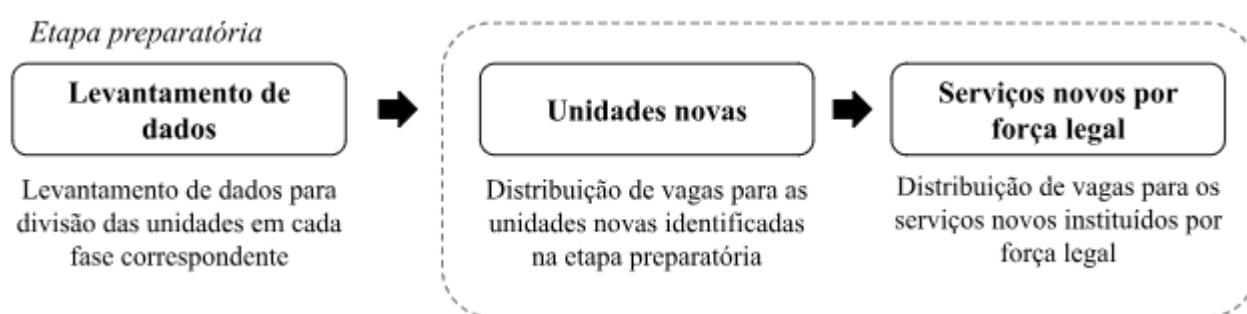 Etapa preparatória
Levantamento de
dados
Levantamento de dados para
divisão das unidades em cada
fase correspondente
Unidades novas
Distribuição de vagas para as
unidades novas identificadas
na etapa preparatória
Serviços novos por
força legal
Distribuição de vagas para os
serviços novos instituídos por
força legal